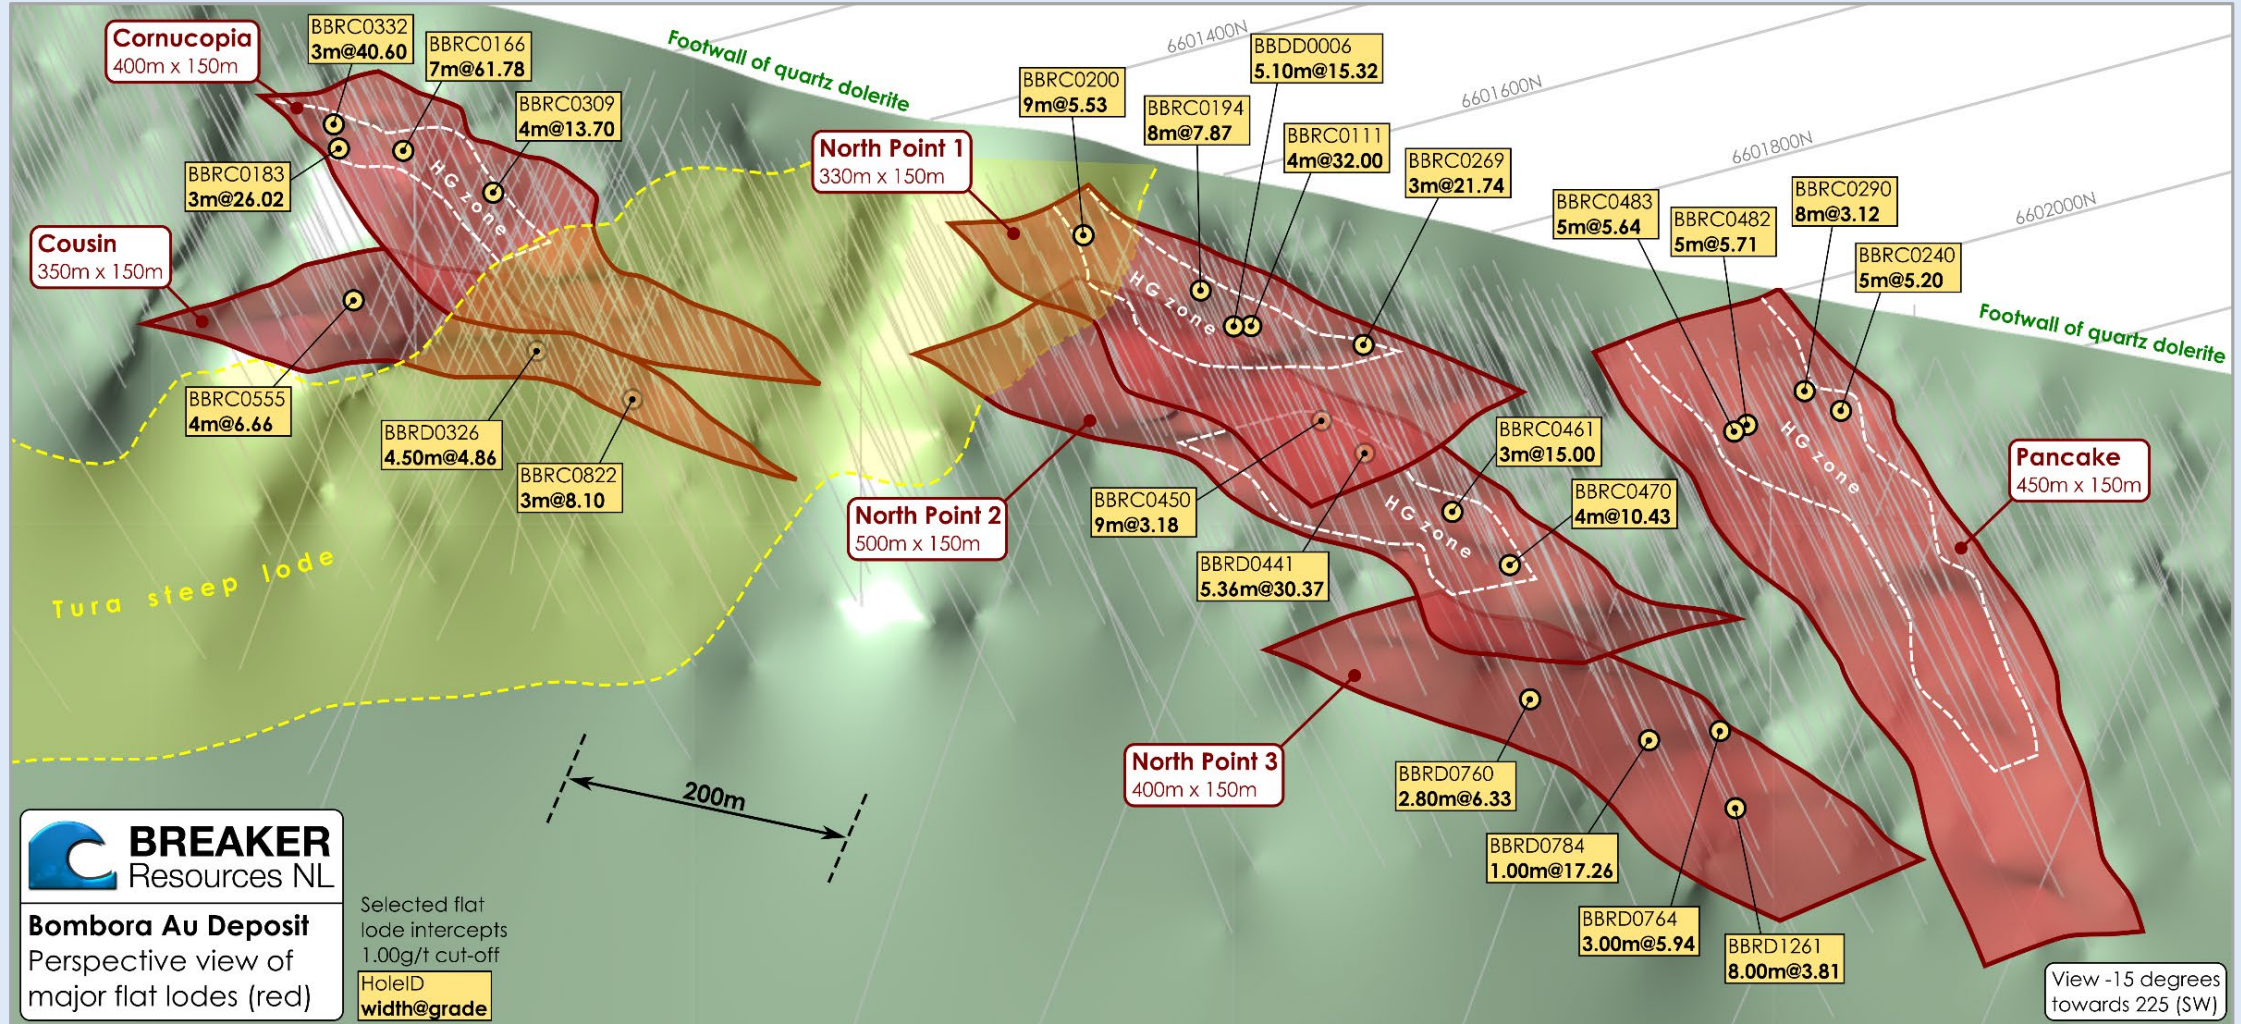 Cornucopia
400m x 150m
BBRC0332
3m@40.60
BBRC0166
7m@61.78
BBRC0309
4m@13.70
BBRC0183
3m@26.02
HG zone
Cousin
350m x 150m
BBRC0555
4m@6.66
BBRD0326
4.50m@4.86
BBRC0822
3m@8.10
Tura steep lode
Footwall of quartz dolerite
6601400N
6601600N
6601800N
6602000N
North Point 1
330m x 150m
BBRC0200
9m@5.53
BBRC0194
8m@7.87
BBDD0006
5.10m@15.32
BBRC0111
4m@32.00
BBRC0269
3m@21.74
HG zone
North Point 2
500m x 150m
BBRC0450
9m@3.18
BBRD0441
5.36m@30.37
BBRC0461
3m@15.00
BBRC0470
4m@10.43
HG zone
BBRC0483
5m@5.64
BBRC0482
5m@5.71
BBRC0290
8m@3.12
BBRC0240
5m@5.20
HG zone
Footwall of quartz dolerite
Pancake
450m x 150m
North Point 3
400m x 150m
BBRD0760
2.80m@6.33
BBRD0784
1.00m@17.26
BBRD0764
3.00m@5.94
BBRD1261
8.00m@3.81
200m
BREAKER
Resources NL
Bombora Au Deposit
Perspective view of
major flat lodes (red)
Selected flat
lode intercepts
1.00g/t cut-off
HoleID
width@grade
View -15 degrees
towards 225 (SW)